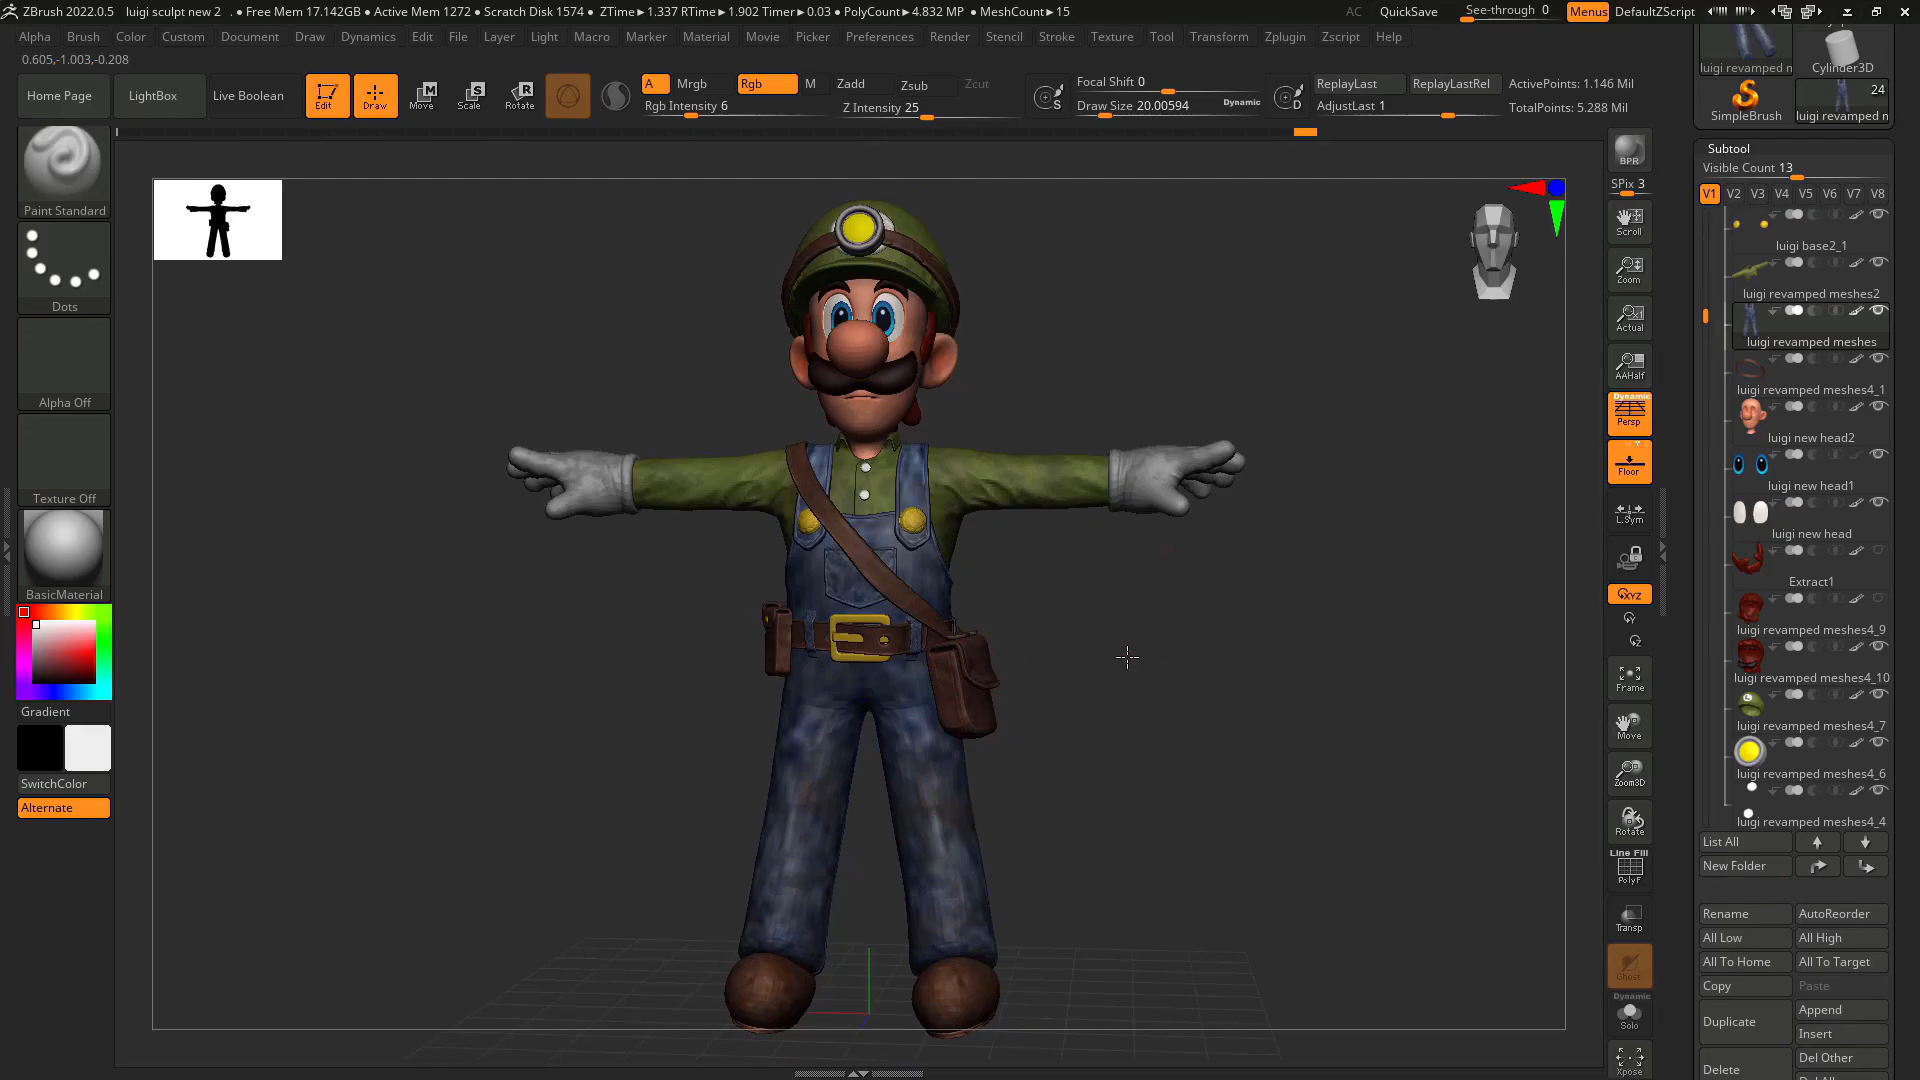 ZBrush 2022.0.5 luigi sculpt new 2 . • Free Mem 17.142GB • Active Mem 1272 • Scratch Disk 1574 • ZTime►1.337 RTime►1.902 Timer►0.03 • PolyCount►4.832 MP • MeshCount►15 AC QuickSave See-through 0 Menus DefaultZScript
Alpha Brush Color Custom Document Draw Dynamics Edit File Layer Light Macro Marker Material Movie Picker Preferences Render Stencil Stroke Texture Tool Transform Zplugin Zscript Help
0.605,-1.003,-0.208
Home Page LightBox Live Boolean Edit Draw Move Scale Rotate
A Mrgb Rgb M Zadd Zsub Zcut
Rgb Intensity 6 Z Intensity 25
S Focal Shift 0
Draw Size 20.00594 Dynamic
D ReplayLast ReplayLastRel ActivePoints: 1.146 Mil
AdjustLast 1 TotalPoints: 5.288 Mil
Paint Standard
Dots
Alpha Off
Texture Off
BasicMaterial
Gradient
SwitchColor
Alternate
BPR
SPix 3
Scroll
Zoom
Actual
AAHalf
Dynamic
Persp
Floor
L.Sym
XYZ
Frame
Move
Zoom3D
Rotate
Line Fill
PolyF
Transp
Ghost
Dynamic
Solo
Xpose
luigi revamped n Cylinder3D
24
SimpleBrush luigi revamped n
Subtool
Visible Count 13
V1 V2 V3 V4 V5 V6 V7 V8
luigi base2_1
luigi revamped meshes2
luigi revamped meshes
luigi revamped meshes4_1
luigi new head2
luigi new head1
luigi new head
Extract1
luigi revamped meshes4_9
luigi revamped meshes4_10
luigi revamped meshes4_7
luigi revamped meshes4_6
luigi revamped meshes4_4
List All
New Folder
Rename AutoReorder
All Low All High
All To Home All To Target
Copy Paste
Duplicate Append
Insert
Delete Del Other